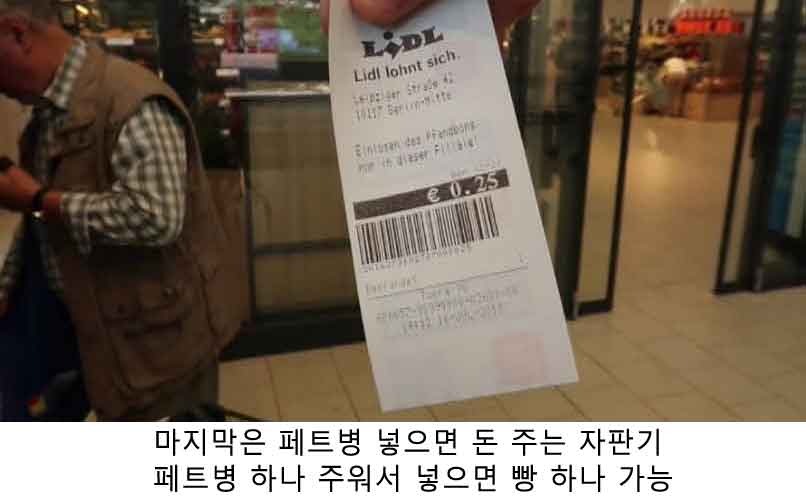 LIDL
Lidl lohnt sich.
Leipziger Straße 42
10117 Berlin-Mitte
Einlösen des Pfandbons
nur in dieser Filiale!
€ 0.25
마지막은 페트병 넣으면 돈 주는 자판기
페트병 하나 주워서 넣으면 빵 하나 가능